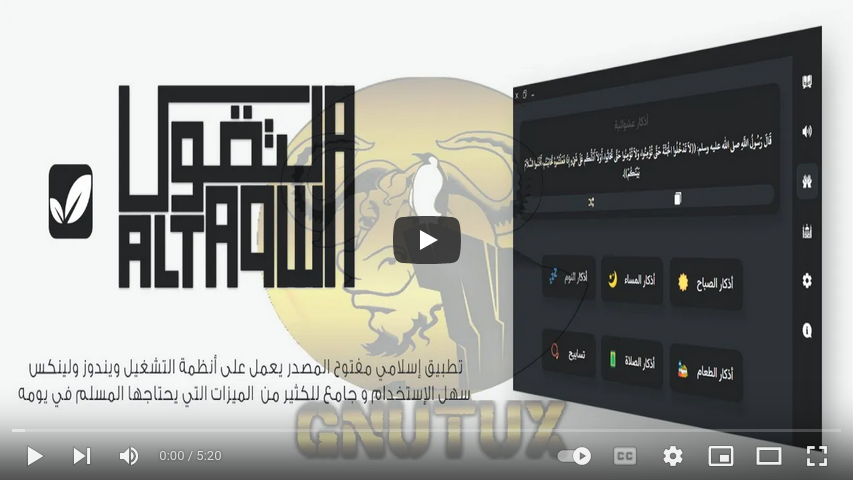 التقوى
ALTAQWA
تطبيق إسلامي مفتوح المصدر يعمل على أنظمة التشغيل ويندوز ولينكس
سهل الإستخدام و جامع للكثير من الميزات التي يحتاجها المسلم في يومه
GNUTUX
أذكار عشوائية
أذكار الصباح
أذكار المساء
أذكار النوم
أذكار الطعام
أذكار الصلاة
تسابيح
0:00 / 5:20
CC